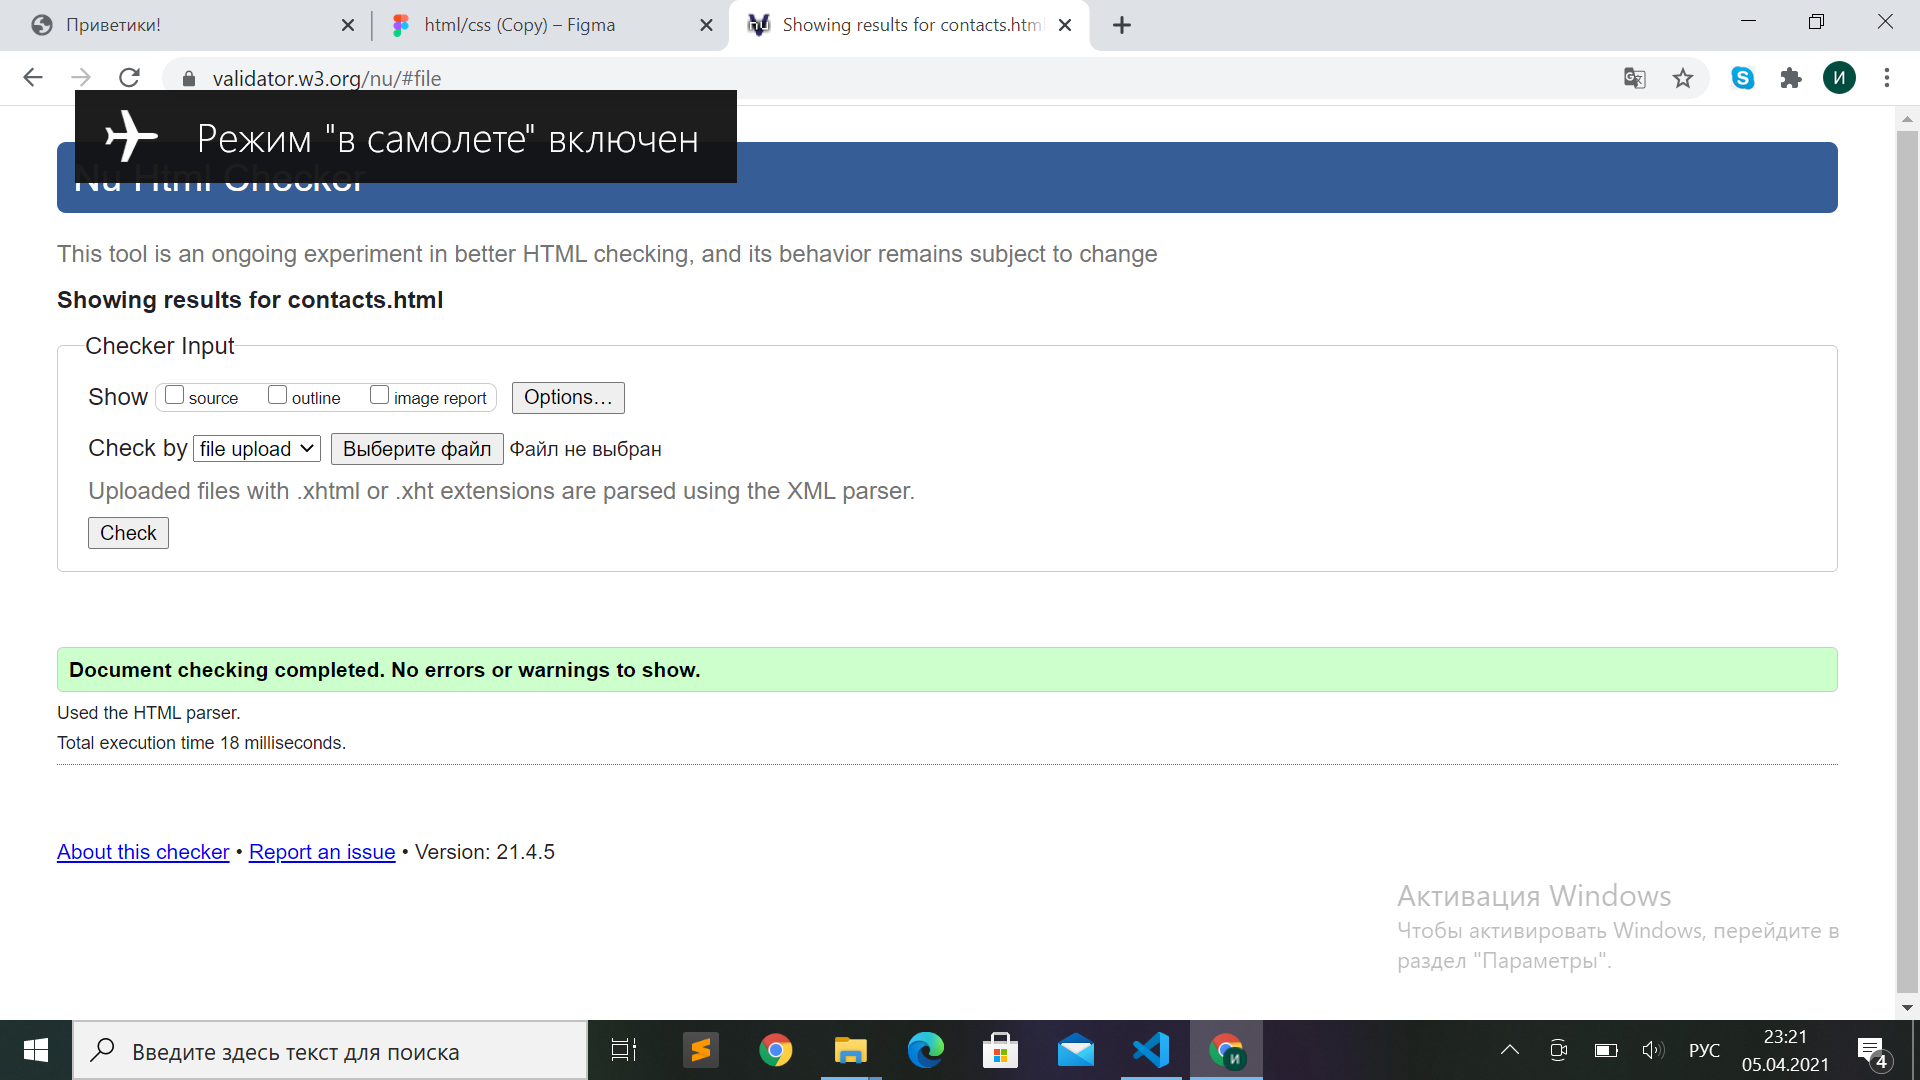 Приветики!
html/css (Copy) – Figma
Showing results for contacts.html
validator.w3.org/nu/#file
S
И
Режим "в самолете" включен
Nu Html Checker
This tool is an ongoing experiment in better HTML checking, and its behavior remains subject to change
Showing results for contacts.html
Checker Input
Show source outline image report Options...
Check by file upload Выберите файл Файл не выбран
Uploaded files with .xhtml or .xht extensions are parsed using the XML parser.
Check
Document checking completed. No errors or warnings to show.
Used the HTML parser.
Total execution time 18 milliseconds.
About this checker • Report an issue • Version: 21.4.5
Активация Windows
Чтобы активировать Windows, перейдите в
раздел "Параметры".
Введите здесь текст для поиска
И
РУС
23:21
05.04.2021
4